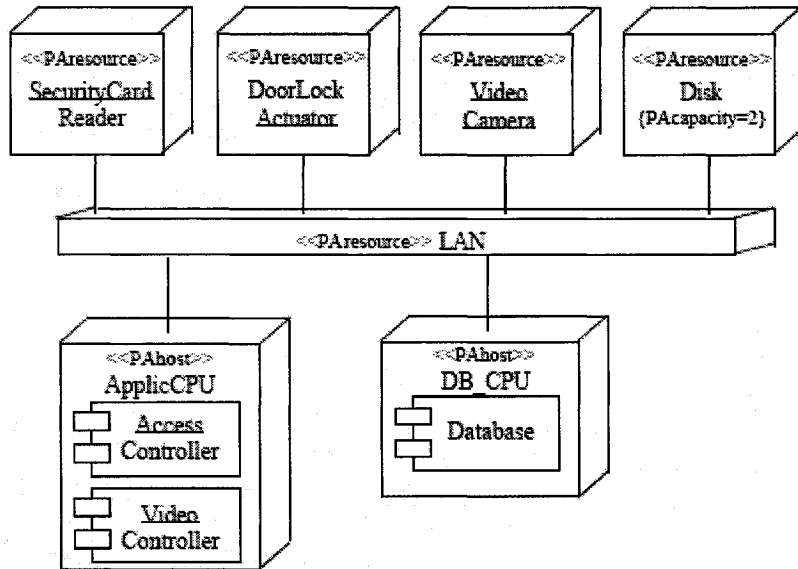 <<PAresource>>
SecurityCard
Reader
<<PAresource>>
DoorLock
Actuator
<<PAresource>>
Video
Camera
<<PAresource>>
Disk
{PAcapacity=2}
<<PAresource>> LAN
<<PAhost>>
ApplicCPU
Access
Controller
Video
Controller
<<PAhost>>
DB_CPU
Database